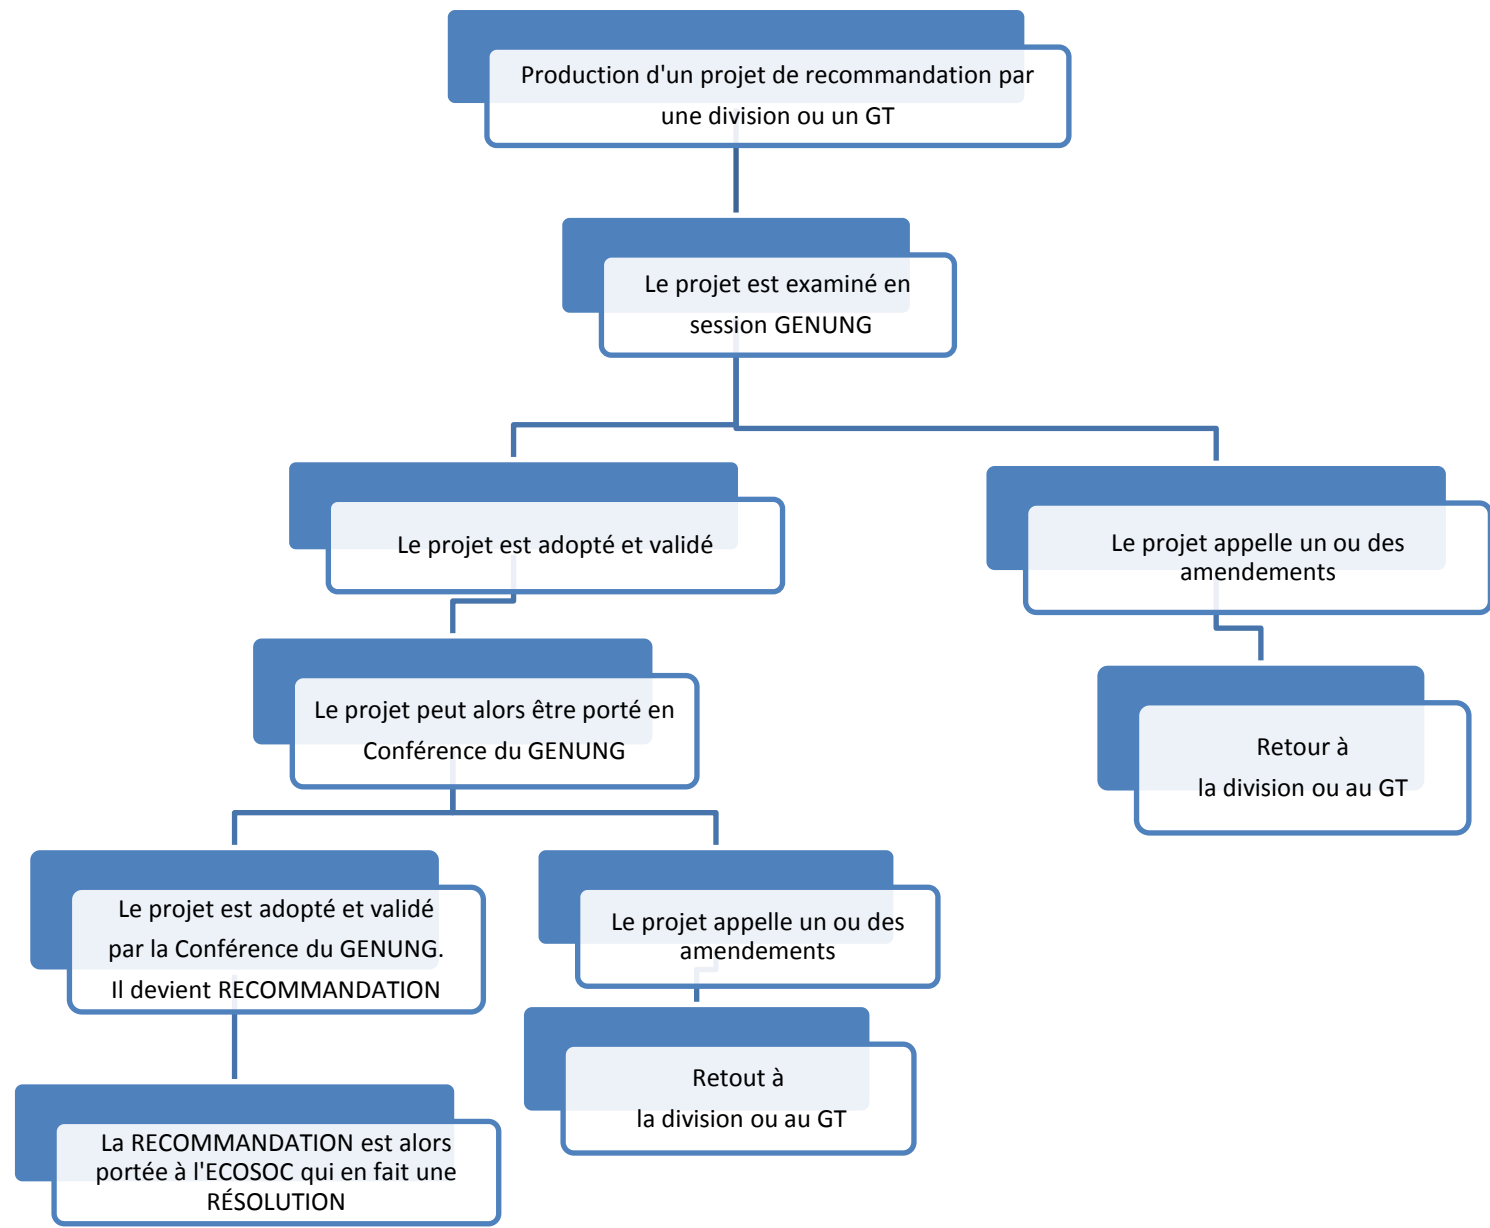 Production d'un projet de recommandation par
une division ou un GT
Le projet est examiné en
session GENUNG
Le projet est adopté et validé
Le projet appelle un ou des
amendements
Le projet peut alors être porté en
Conférence du GENUNG
Retour à
la division ou au GT
Le projet est adopté et validé
par la Conférence du GENUNG.
Il devient RECOMMANDATION
Le projet appelle un ou des
amendements
Retout à
la division ou au GT
La RECOMMANDATION est alors
portée à l'ECOSOC qui en fait une
RÉSOLUTION